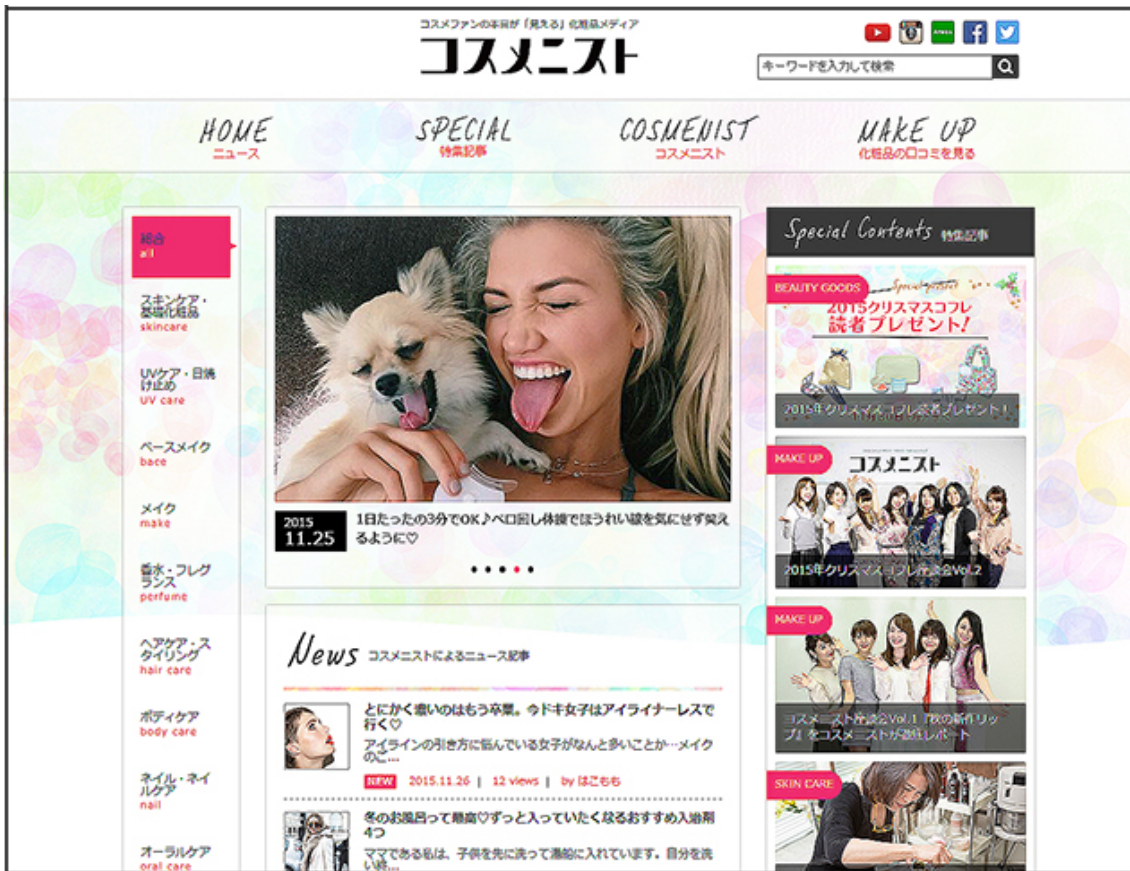 コスメファンの本音が「見える」化粧品メディア
コスメニスト
キーワードを入力して検索
HOME
ニュース
SPECIAL
特集記事
COSMENIST
コスメニスト
MAKE UP
化粧品の口コミを見る
総合
all
スキンケア・
基礎化粧品
skincare
UVケア・日焼
け止め
UV care
ベースメイク
bace
メイク
make
香水・フレグ
ランス
perfume
ヘアケア・ス
タイリング
hair care
ボディケア
body care
ネイル・ネイ
ルケア
nail
オーラルケア
oral care
2015
11.25
1日たったの3分でOK♪ベロ回し体操でほうれい線を気にせず笑え
るように♡
News コスメニストによるニュース記事
とにかく濃いのはもう卒業。今ドキ女子はアイライナーレスで
行く♡
アイラインの引き方に悩んでいる女子がなんと多いことか…メイク
のこ...
NEW 2015.11.26 | 12 views | by はこもも
冬のお風呂って最高♡ずっと入っていたくなるおすすめ入浴剤
4つ
ママである私は、子供を先に洗って湯船に入れています。自分を洗
い終...
Special Contents 特集記事
BEAUTY GOODS
Special present
2015クリスマスコフレ
読者プレゼント!
2015年クリスマスコフレ読者プレゼント!
MAKE UP
コスメニスト
2015年クリスマスコフレ座談会Vol.2
MAKE UP
コスメニスト座談会Vol.1『秋の新作リッ
プ』をコスメニストが徹底レポート
SKIN CARE